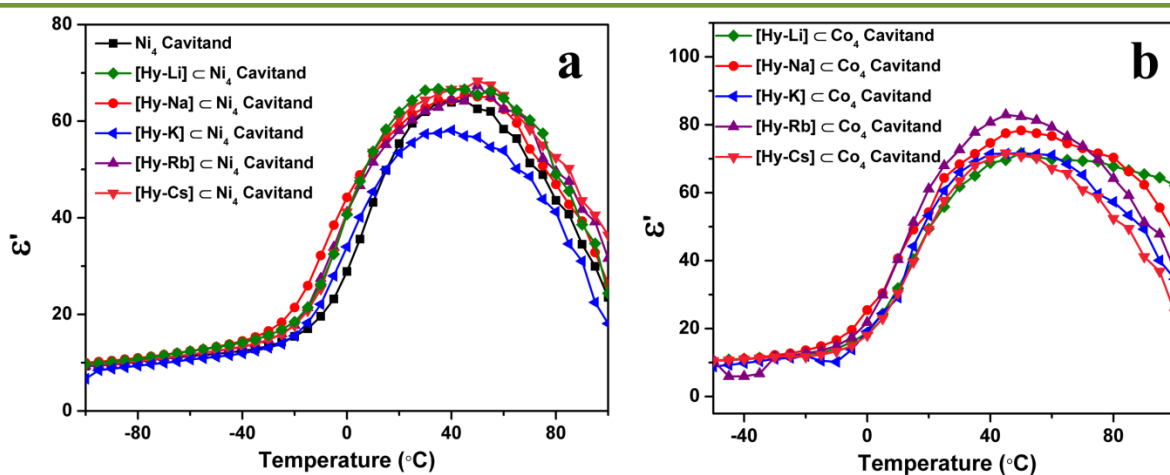 80
60
40
20
0
ε'
-80
-40
0
40
80
Temperature (°C)
Ni₄ Cavitand
[Hy-Li] ⊂ Ni₄ Cavitand
[Hy-Na] ⊂ Ni₄ Cavitand
[Hy-K] ⊂ Ni₄ Cavitand
[Hy-Rb] ⊂ Ni₄ Cavitand
[Hy-Cs] ⊂ Ni₄ Cavitand
a
100
80
60
40
20
0
ε'
-40
0
40
80
Temperature (°C)
[Hy-Li] ⊂ Co₄ Cavitand
[Hy-Na] ⊂ Co₄ Cavitand
[Hy-K] ⊂ Co₄ Cavitand
[Hy-Rb] ⊂ Co₄ Cavitand
[Hy-Cs] ⊂ Co₄ Cavitand
b